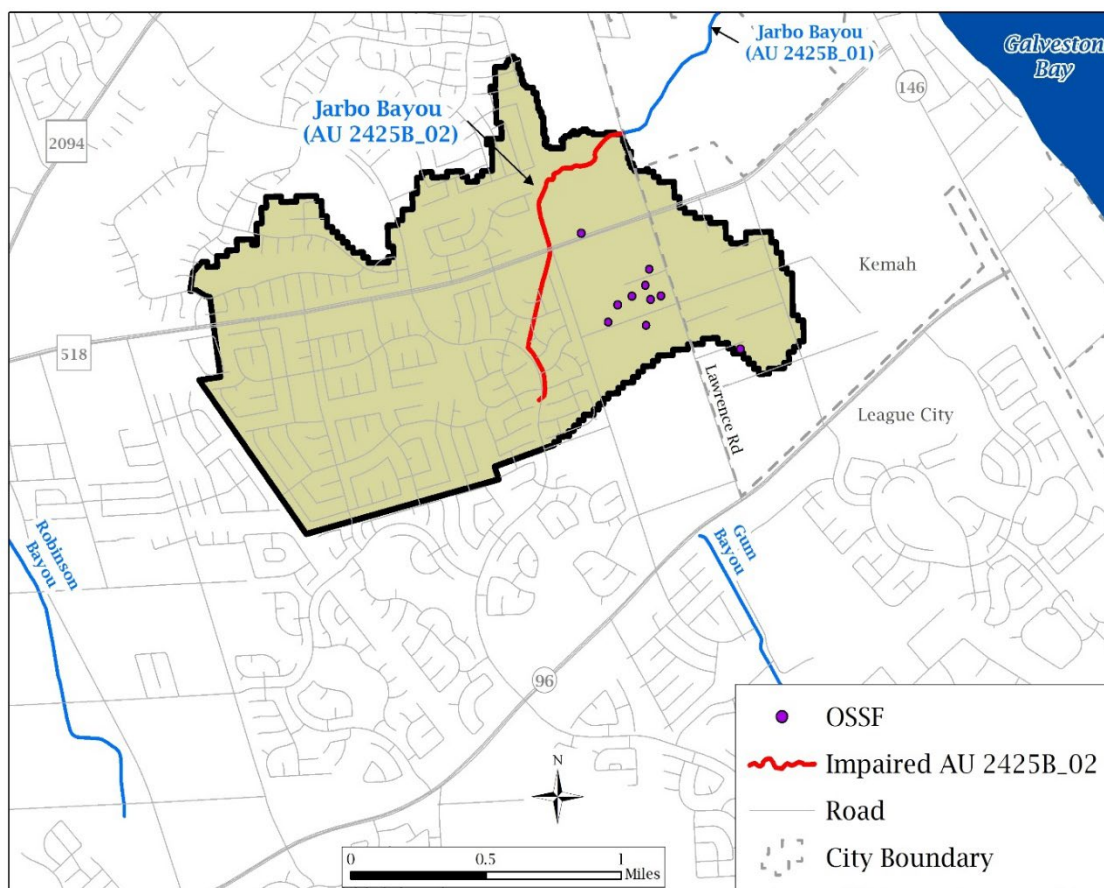 Jarbo Bayou
(AU 2425B_01)
Galveston
Bay
146
2094
Jarbo Bayou
(AU 2425B_02)
Kemah
518
Lawrence Rd
League City
Robinson
Bayou
Gum
Bayou
96
OSSF
Impaired AU 2425B_02
Road
City Boundary
N
0 0.5 1
Miles